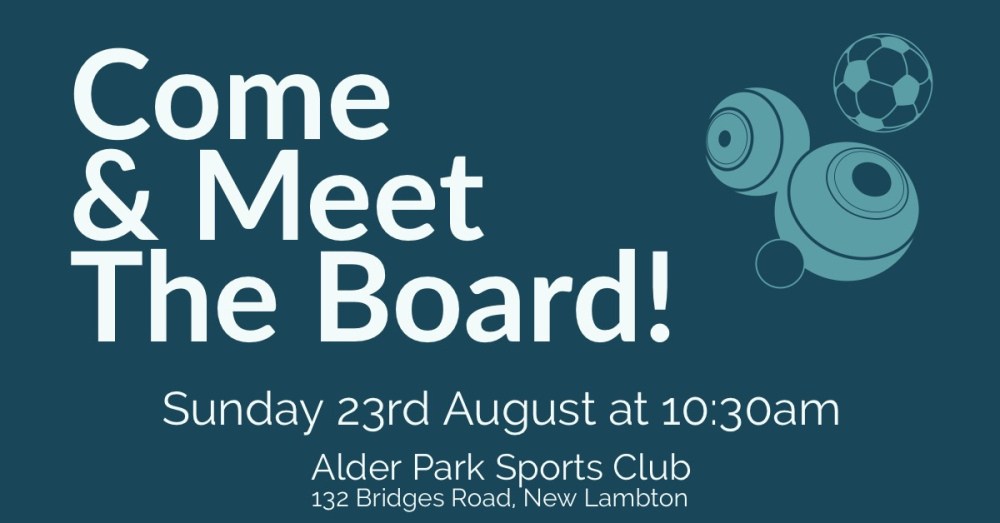 Come
& Meet
The Board!
Sunday 23rd August at 10:30am
Alder Park Sports Club
132 Bridges Road, New Lambton